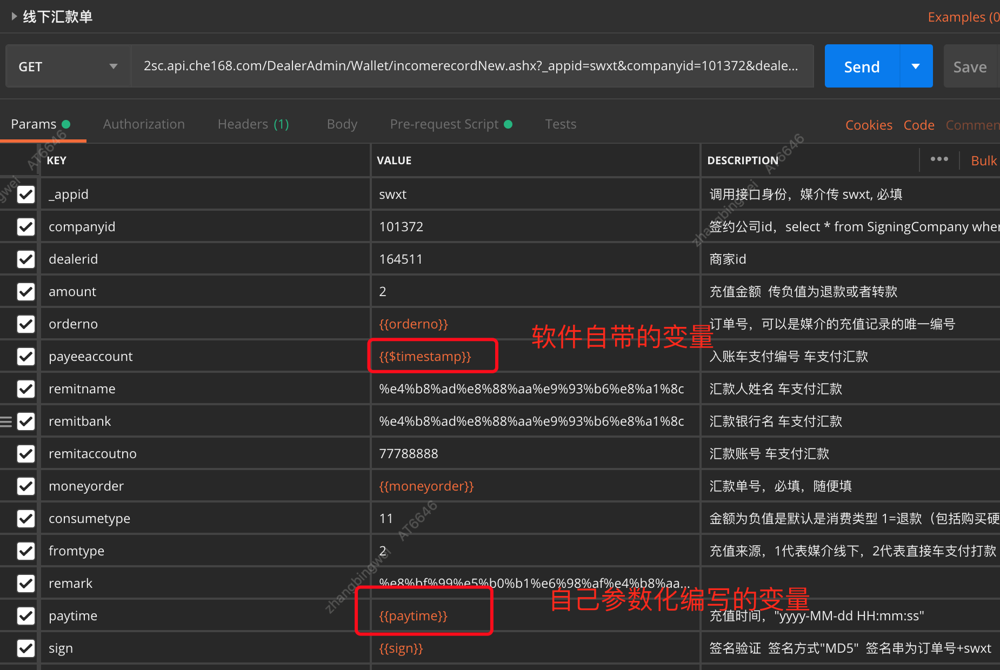 线下汇款单
Examples (0
GET
2sc.api.che168.com/DealerAdmin/Wallet/incomerecordNew.ashx?_appid=swxt&companyid=101372&deale...
Send
Save
Params
Authorization
Headers (1)
Body
Pre-request Script
Tests
Cookies
Code
Commen
KEY
VALUE
DESCRIPTION
Bulk
_appid
swxt
调用接口身份，媒介传 swxt, 必填
companyid
101372
签约公司id，select * from SigningCompany wher
dealerid
164511
商家id
amount
2
充值金额 传负值为退款或者转款
orderno
{{orderno}}
软件自带的变量
订单号，可以是媒介的充值记录的唯一编号
payeeaccount
{{$timestamp}}
入账车支付编号 车支付汇款
remitname
%e4%b8%ad%e8%88%aa%e9%93%b6%e8%a1%8c
汇款人姓名 车支付汇款
remitbank
%e4%b8%ad%e8%88%aa%e9%93%b6%e8%a1%8c
汇款银行名 车支付汇款
remitaccoutno
77788888
汇款账号 车支付汇款
moneyorder
{{moneyorder}}
汇款单号，必填，随便填
consumetype
11
金额为负值是默认是消费类型 1=退款（包括购买硬
fromtype
2
充值来源，1代表媒介线下，2代表直接车支付打款
remark
%e8%bf%99%e5%b0%b1%e6%98%af%e4%b8%aa...
自己参数化编写的变量
paytime
{{paytime}}
充值时间，"yyyy-MM-dd HH:mm:ss"
sign
{{sign}}
签名验证 签名方式"MD5" 签名串为订单号+swxt
gwei AT6646
zhangbingwei AT6646
zhangbingwei AT6646